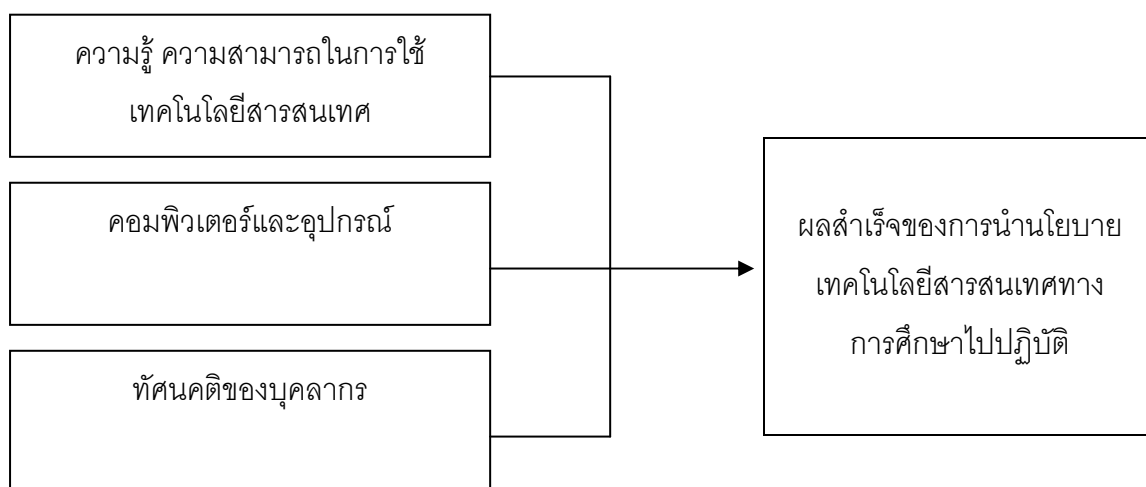 ความรู้ ความสามารถในการใช้
เทคโนโลยีสารสนเทศ
คอมพิวเตอร์และอุปกรณ์
ทัศนคติของบุคลากร
ผลสำเร็จของการนำนโยบาย
เทคโนโลยีสารสนเทศทาง
การศึกษาไปปฏิบัติ